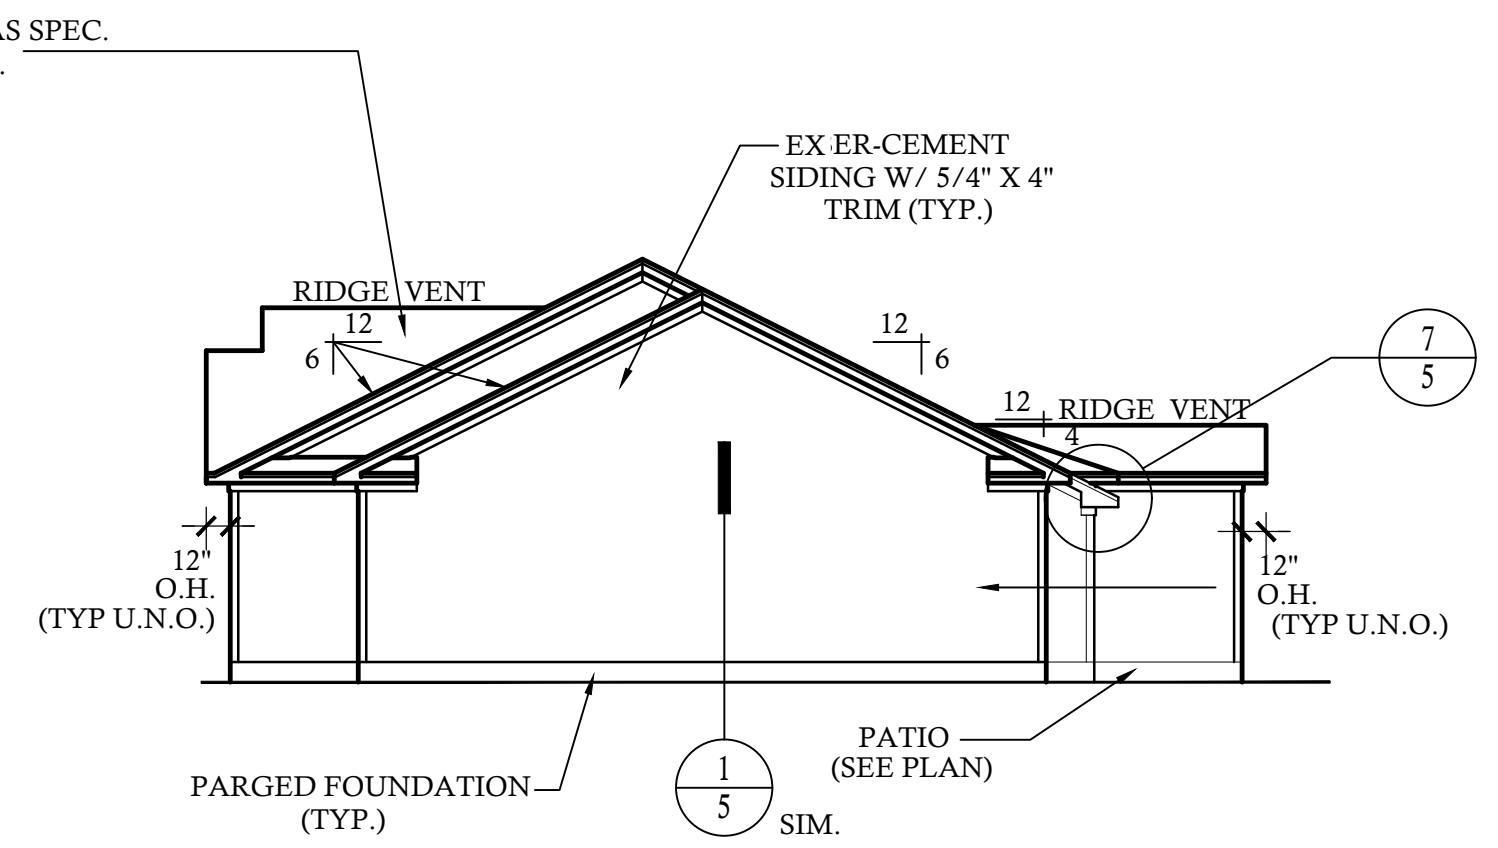 AS SPEC.
.
EX ER-CEMENT
SIDING W/ 5/4" X 4"
TRIM (TYP.)
RIDGE VENT
12
6
12
6
7
5
12
4
RIDGE VENT
12"
O.H.
(TYP U.N.O.)
12"
O.H.
(TYP U.N.O.)
PATIO
(SEE PLAN)
PARGED FOUNDATION
(TYP.)
1
5
SIM.